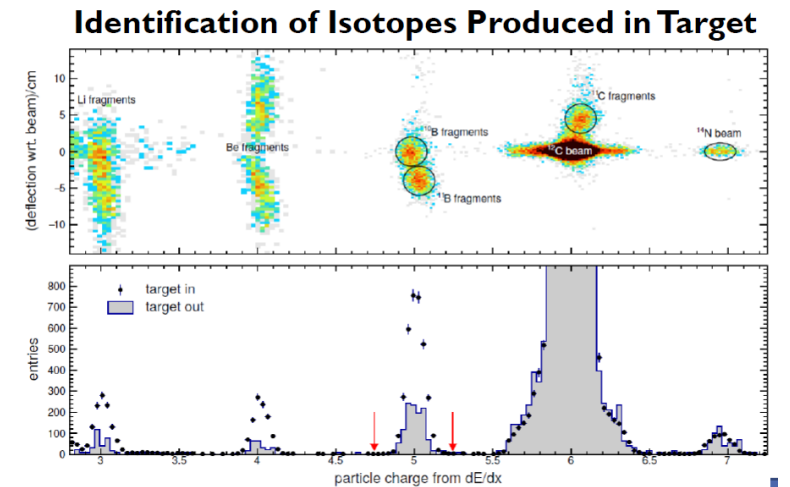 Identification of Isotopes Produced in Target
(deflection wrt. beam)/cm
10
5
0
−5
−10
Li fragments
Be fragments
¹⁰B fragments
¹¹B fragments
¹¹C fragments
¹²C beam
¹⁴N beam
entries
800
700
600
500
400
300
200
100
0
target in
target out
3
3.5
4
4.5
5
5.5
6
6.5
7
particle charge from dE/dx